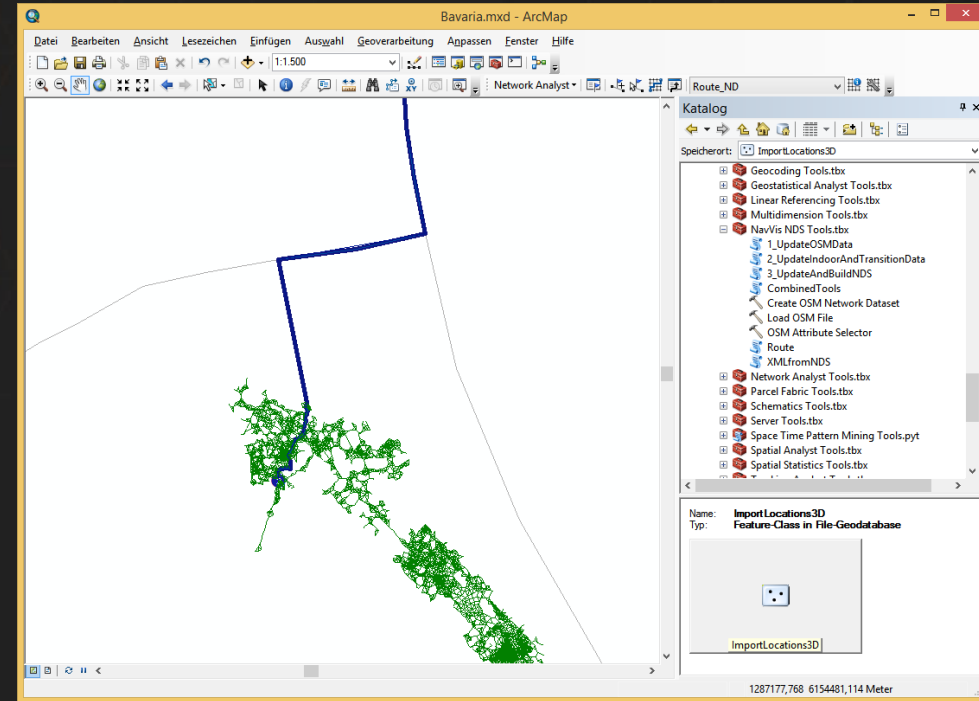 Bavaria.mxd - ArcMap
Datei Bearbeiten Ansicht Lesezeichen Einfügen Auswahl Geoverarbeitung Anpassen Fenster Hilfe
1:1.500
Network Analyst Route_ND
Katalog
Speicherort: ImportLocations3D
Geocoding Tools.tbx
Geostatistical Analyst Tools.tbx
Linear Referencing Tools.tbx
Multidimension Tools.tbx
NavVis NDS Tools.tbx
1_UpdateOSMData
2_UpdateIndoorAndTransitionData
3_UpdateAndBuildNDS
CombinedTools
Create OSM Network Dataset
Load OSM File
OSM Attribute Selector
Route
XMLfromNDS
Network Analyst Tools.tbx
Parcel Fabric Tools.tbx
Schematics Tools.tbx
Server Tools.tbx
Space Time Pattern Mining Tools.pyt
Spatial Analyst Tools.tbx
Spatial Statistics Tools.tbx
Name: ImportLocations3D
Typ: Feature-Class in File-Geodatabase
ImportLocations3D
1287177,768 6154481,114 Meter